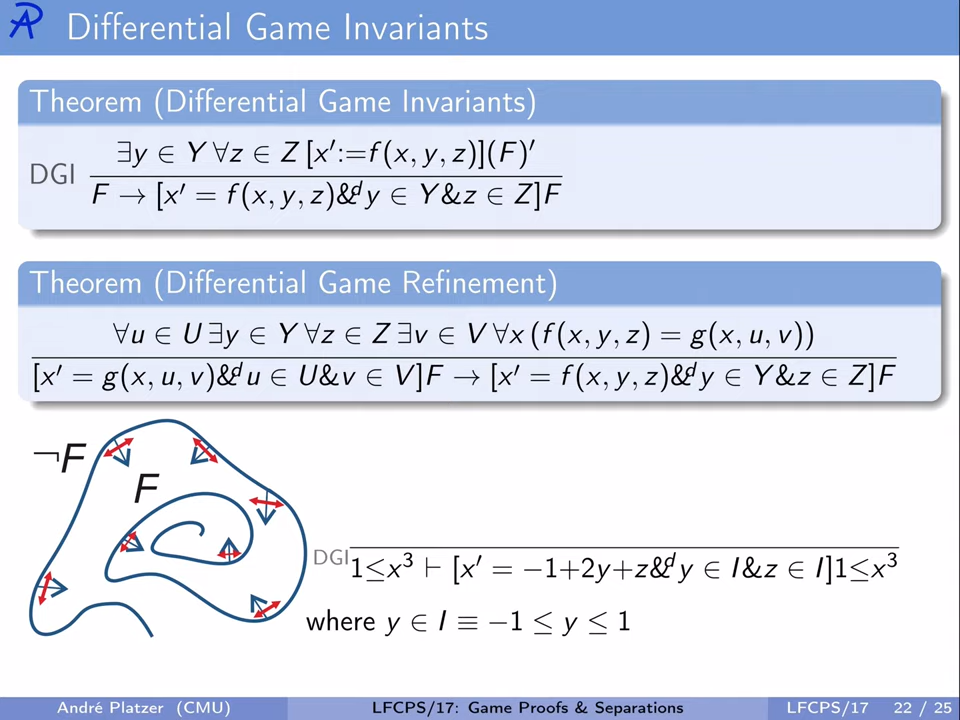 Differential Game Invariants
Theorem (Differential Game Invariants)
∃y ∈ Y ∀z ∈ Z [x′:=f(x, y, z)](F)′
DGI
F → [x′ = f(x, y, z)&ᵈy ∈ Y&z ∈ Z]F
Theorem (Differential Game Refinement)
∀u ∈ U ∃y ∈ Y ∀z ∈ Z ∃v ∈ V ∀x (f(x, y, z) = g(x, u, v))
[x′ = g(x, u, v)&ᵈu ∈ U&v ∈ V]F → [x′ = f(x, y, z)&ᵈy ∈ Y&z ∈ Z]F
¬F
F
DGI
1≤x³ ⊢ [x′ = −1+2y+z&ᵈy ∈ I&z ∈ I]1≤x³
where y ∈ I ≡ −1 ≤ y ≤ 1
André Platzer (CMU) LFCPS/17: Game Proofs & Separations LFCPS/17 22 / 25